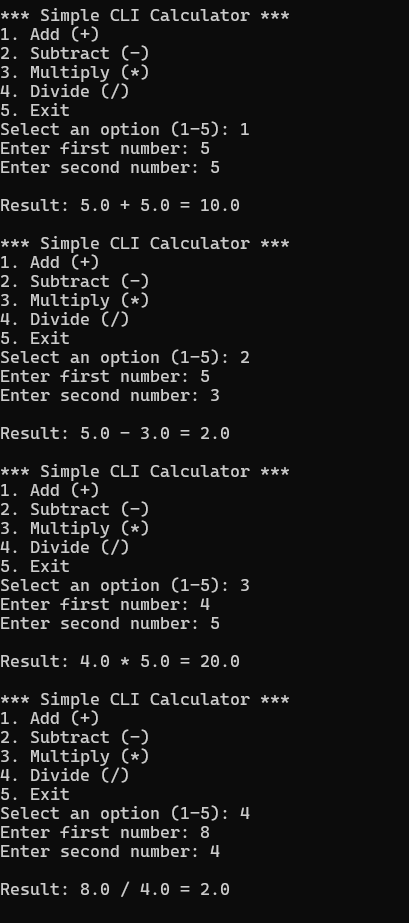 *** Simple CLI Calculator ***
1. Add (+)
2. Subtract (-)
3. Multiply (*)
4. Divide (/)
5. Exit
Select an option (1-5): 1
Enter first number: 5
Enter second number: 5
Result: 5.0 + 5.0 = 10.0
*** Simple CLI Calculator ***
1. Add (+)
2. Subtract (-)
3. Multiply (*)
4. Divide (/)
5. Exit
Select an option (1-5): 2
Enter first number: 5
Enter second number: 3
Result: 5.0 - 3.0 = 2.0
*** Simple CLI Calculator ***
1. Add (+)
2. Subtract (-)
3. Multiply (*)
4. Divide (/)
5. Exit
Select an option (1-5): 3
Enter first number: 4
Enter second number: 5
Result: 4.0 * 5.0 = 20.0
*** Simple CLI Calculator ***
1. Add (+)
2. Subtract (-)
3. Multiply (*)
4. Divide (/)
5. Exit
Select an option (1-5): 4
Enter first number: 8
Enter second number: 4
Result: 8.0 / 4.0 = 2.0